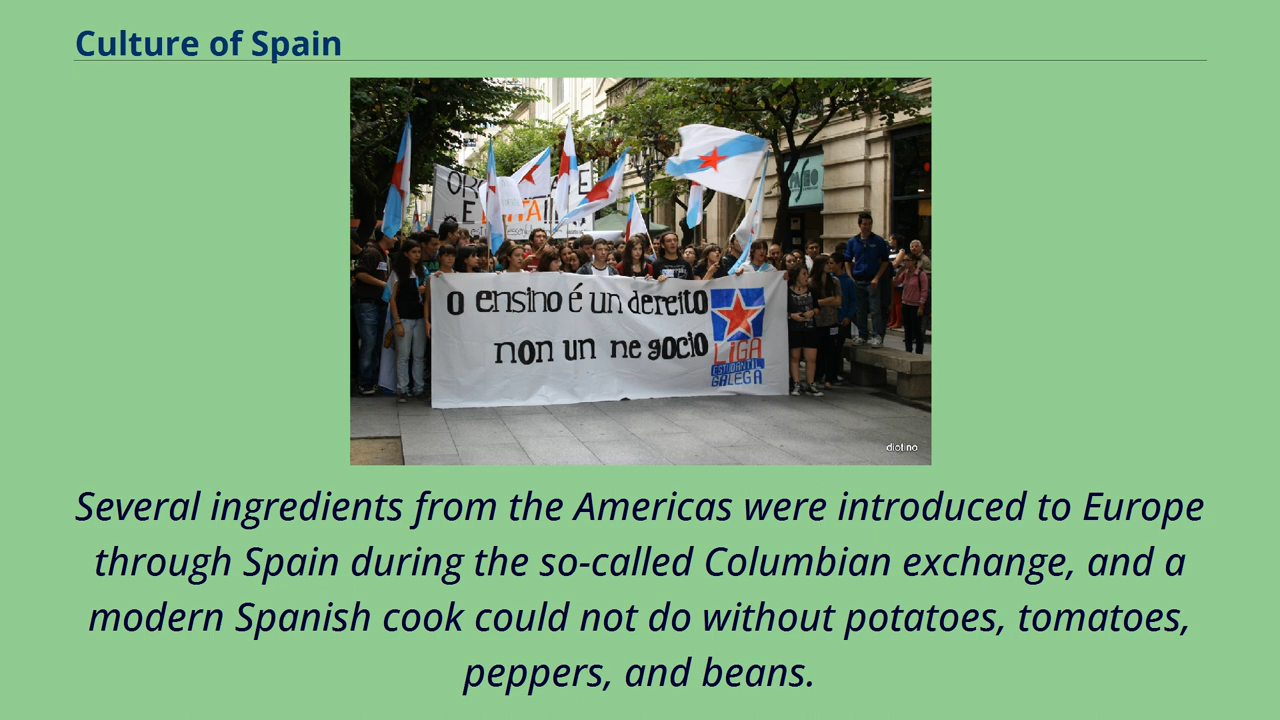 Culture of Spain
PASEO
o ensino é un dereito
non un negocio
LIGA
ESTUDANTIL
GALEGA
diotino
Several ingredients from the Americas were introduced to Europe
through Spain during the so-called Columbian exchange, and a
modern Spanish cook could not do without potatoes, tomatoes,
peppers, and beans.